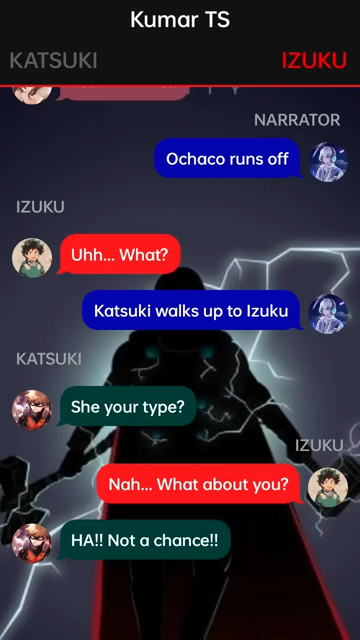 Kumar TS
KATSUKI
IZUKU
NARRATOR
Ochaco runs off
IZUKU
Uhh... What?
Katsuki walks up to Izuku
KATSUKI
She your type?
IZUKU
Nah... What about you?
HA!! Not a chance!!